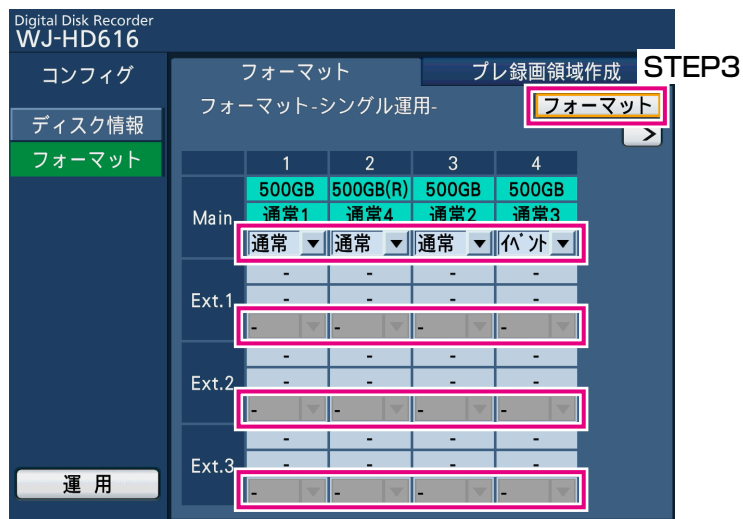 Digital Disk Recorder
WJ-HD616
コンフィグ
ディスク情報
フォーマット
運用
フォーマット
プレ録画領域作成
STEP3
フォーマット-シングル運用-
フォーマット
>
1 2 3 4
Main
500GB 500GB(R) 500GB 500GB
通常1 通常4 通常2 通常3
通常 通常 通常 ｲﾍﾞﾝﾄ
Ext.1
- - - -
- - - -
- - - -
Ext.2
- - - -
- - - -
- - - -
Ext.3
- - - -
- - - -
- - - -